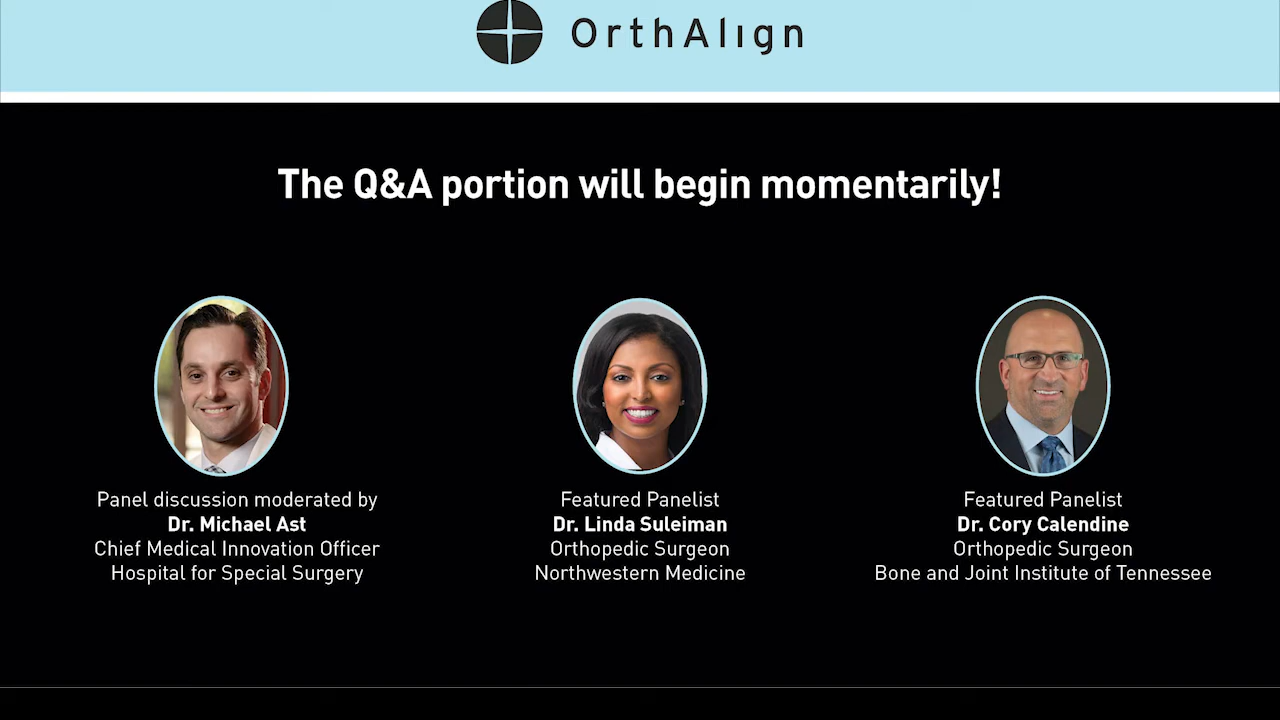 OrthAlign
The Q&A portion will begin momentarily!
Panel discussion moderated by
Dr. Michael Ast
Chief Medical Innovation Officer
Hospital for Special Surgery
Featured Panelist
Dr. Linda Suleiman
Orthopedic Surgeon
Northwestern Medicine
Featured Panelist
Dr. Cory Calendine
Orthopedic Surgeon
Bone and Joint Institute of Tennessee